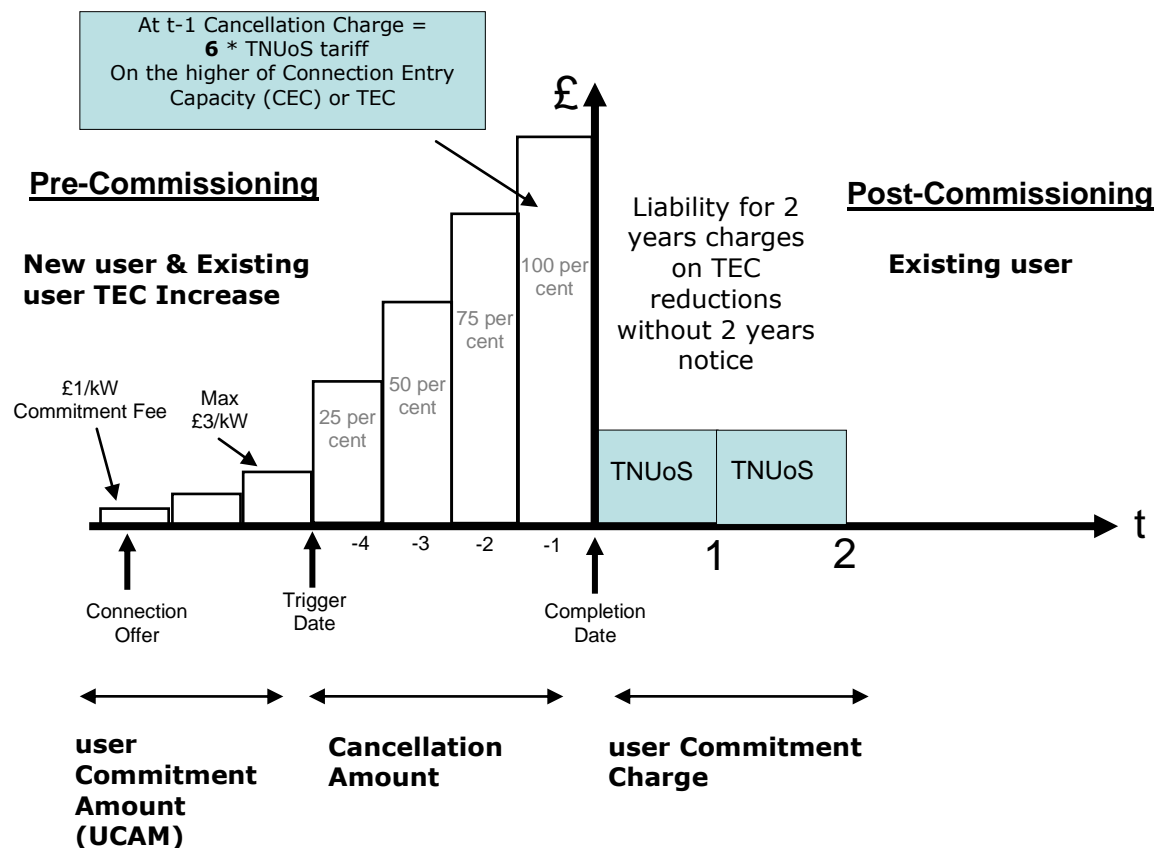 At t-1 Cancellation Charge =
6 * TNUoS tariff
On the higher of Connection Entry
Capacity (CEC) or TEC
£
Pre-Commissioning
New user & Existing
user TEC Increase
Liability for 2
years charges
on TEC
reductions
without 2 years
notice
Post-Commissioning
Existing user
£1/kW
Commitment Fee
Max
£3/kW
25 per
cent
50 per
cent
75 per
cent
100 per
cent
TNUoS
TNUoS
t
-4
-3
-2
-1
1
2
Connection
Offer
Trigger
Date
Completion
Date
user
Commitment
Amount
(UCAM)
Cancellation
Amount
user Commitment
Charge